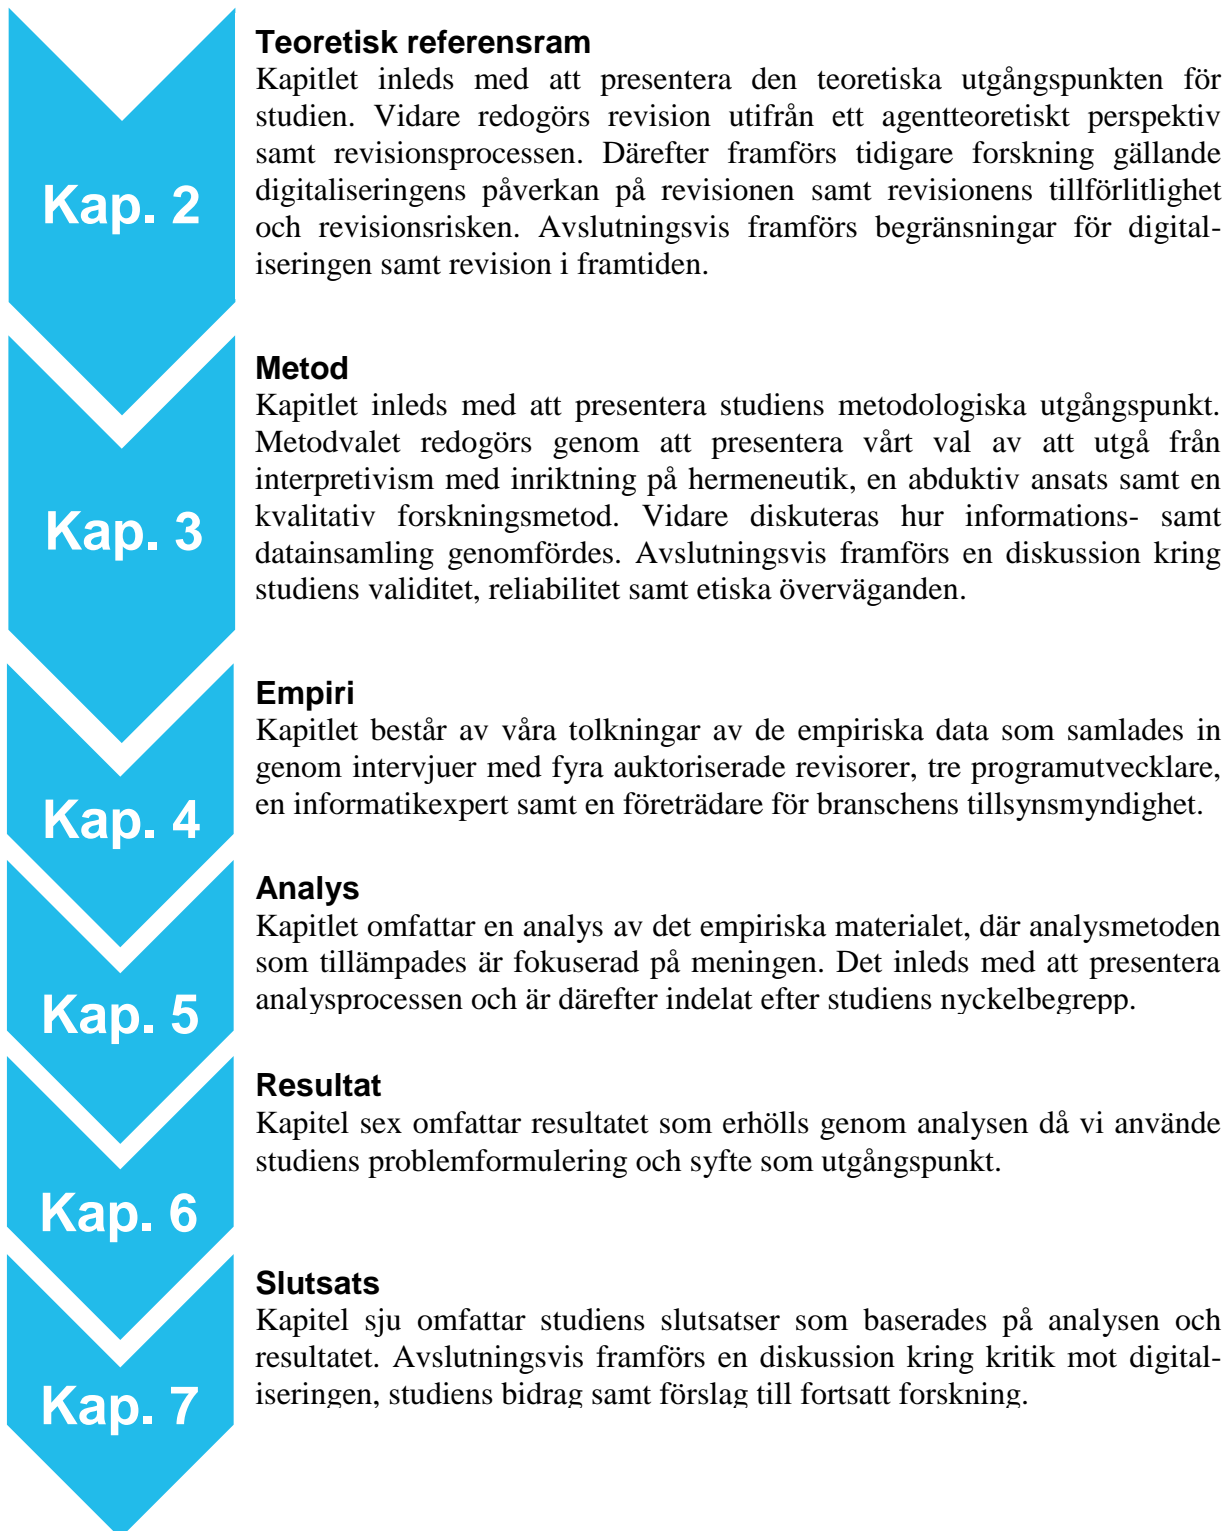 Teoretisk referensram
Kapitlet inleds med att presentera den teoretiska utgångspunkten för
studien. Vidare redogörs revision utifrån ett agentteoretiskt perspektiv
samt revisionsprocessen. Därefter framförs tidigare forskning gällande
digitaliseringens påverkan på revisionen samt revisionens tillförlitlighet
och revisionsrisken. Avslutningsvis framförs begränsningar för digital-
iseringen samt revision i framtiden.
Kap. 2
Metod
Kapitlet inleds med att presentera studiens metodologiska utgångspunkt.
Metodvalet redogörs genom att presentera vårt val av att utgå från
interpretivism med inriktning på hermeneutik, en abduktiv ansats samt en
kvalitativ forskningsmetod. Vidare diskuteras hur informations- samt
datainsamling genomfördes. Avslutningsvis framförs en diskussion kring
studiens validitet, reliabilitet samt etiska överväganden.
Kap. 3
Empiri
Kapitlet består av våra tolkningar av de empiriska data som samlades in
genom intervjuer med fyra auktoriserade revisorer, tre programutvecklare,
en informatikexpert samt en företrädare för branschens tillsynsmyndighet.
Kap. 4
Analys
Kapitlet omfattar en analys av det empiriska materialet, där analysmetoden
som tillämpades är fokuserad på meningen. Det inleds med att presentera
analysprocessen och är därefter indelat efter studiens nyckelbegrepp.
Kap. 5
Resultat
Kapitel sex omfattar resultatet som erhölls genom analysen då vi använde
studiens problemformulering och syfte som utgångspunkt.
Kap. 6
Slutsats
Kapitel sju omfattar studiens slutsatser som baserades på analysen och
resultatet. Avslutningsvis framförs en diskussion kring kritik mot digital-
iseringen, studiens bidrag samt förslag till fortsatt forskning.
Kap. 7